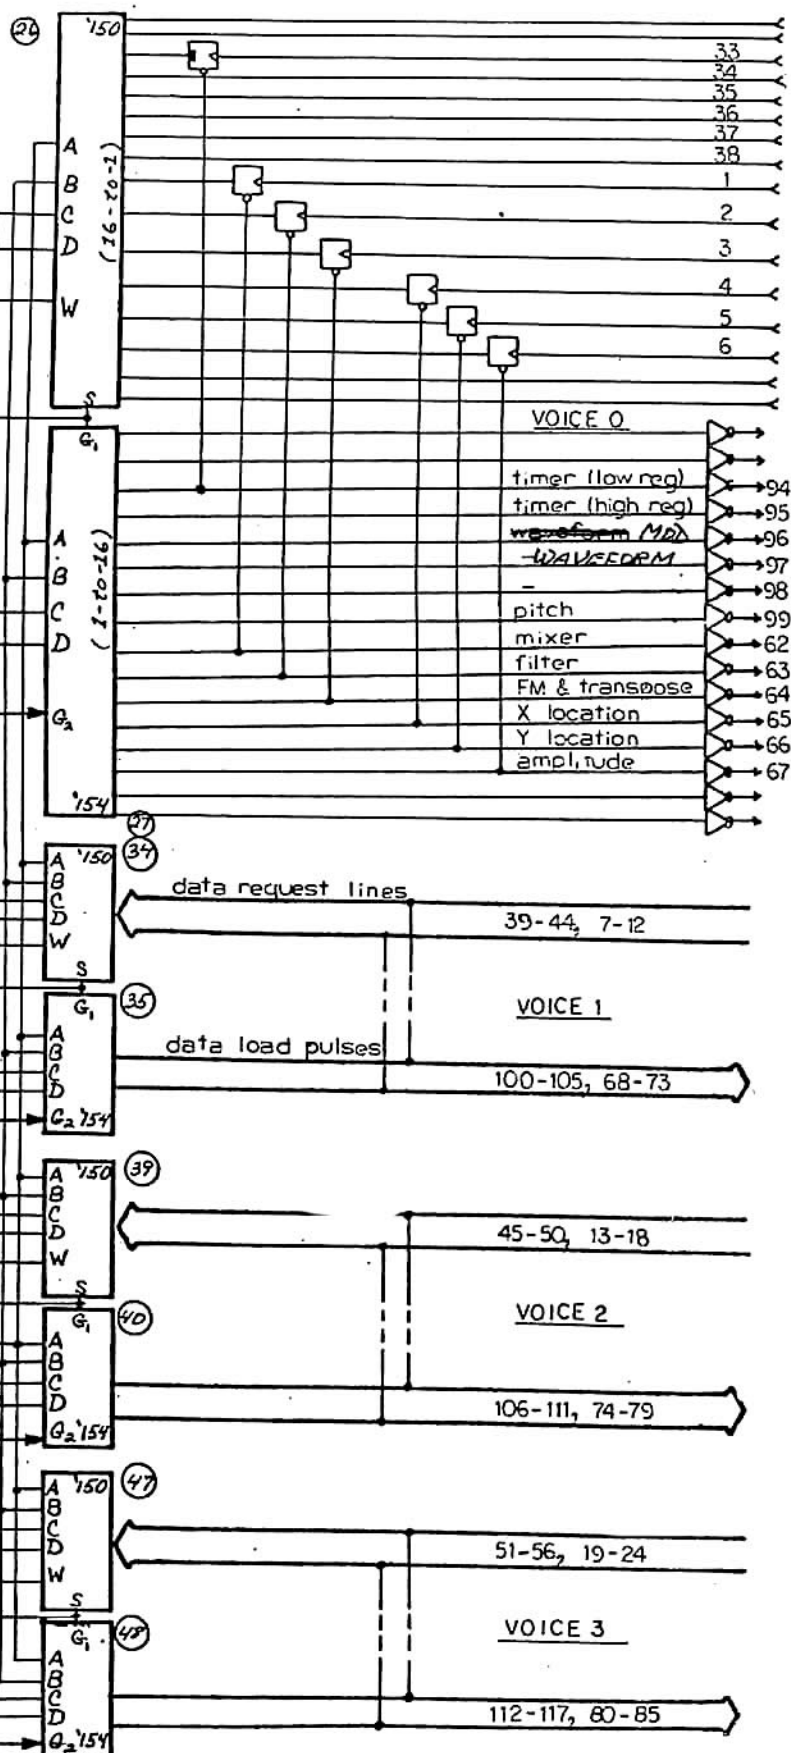 26 '150
33
34
35
36
37
38
A
B 1
C 2
D 3
(16-to-1)
4
W 5
6
S
G₁ VOICE 0
timer (low reg) 94
timer (high reg) 95
A waveform MOD 96
WAVEFORM 97
B – 98
C pitch 99
D mixer 62
(1-to-16)
filter 63
FM & transpose 64
G₂ X location 65
Y location 66
amplitude 67
'154
27
A '150 34
B data request lines
C
D 39-44, 7-12
W
S
G₁ 35 VOICE 1
A
B data load pulses
C
D 100-105, 68-73
G₂ '154
A '150 39
B
C
D 45-50, 13-18
W
S
G₁ 40 VOICE 2
A
B
C
D 106-111, 74-79
G₂ '154
A '150 47
B
C
D 51-56, 19-24
W
S
G₁ 48 VOICE 3
A
B
C
D 112-117, 80-85
G₂ '154